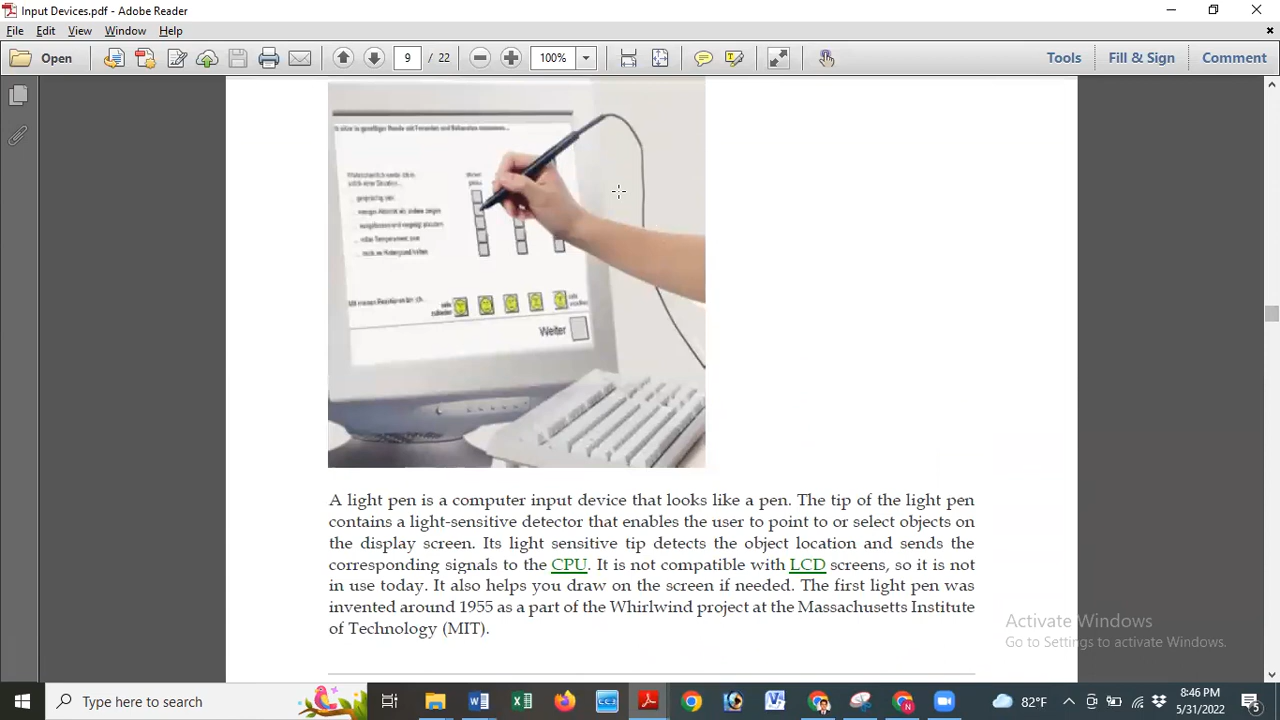 Input Devices.pdf - Adobe Reader
File Edit View Window Help
Open 9 / 22 100% Tools Fill & Sign Comment
Weiter
A light pen is a computer input device that looks like a pen. The tip of the light pen
contains a light-sensitive detector that enables the user to point to or select objects on
the display screen. Its light sensitive tip detects the object location and sends the
corresponding signals to the CPU. It is not compatible with LCD screens, so it is not
in use today. It also helps you draw on the screen if needed. The first light pen was
invented around 1955 as a part of the Whirlwind project at the Massachusetts Institute
of Technology (MIT).
Activate Windows
Go to Settings to activate Windows.
Type here to search
82°F
8:46 PM
5/31/2022